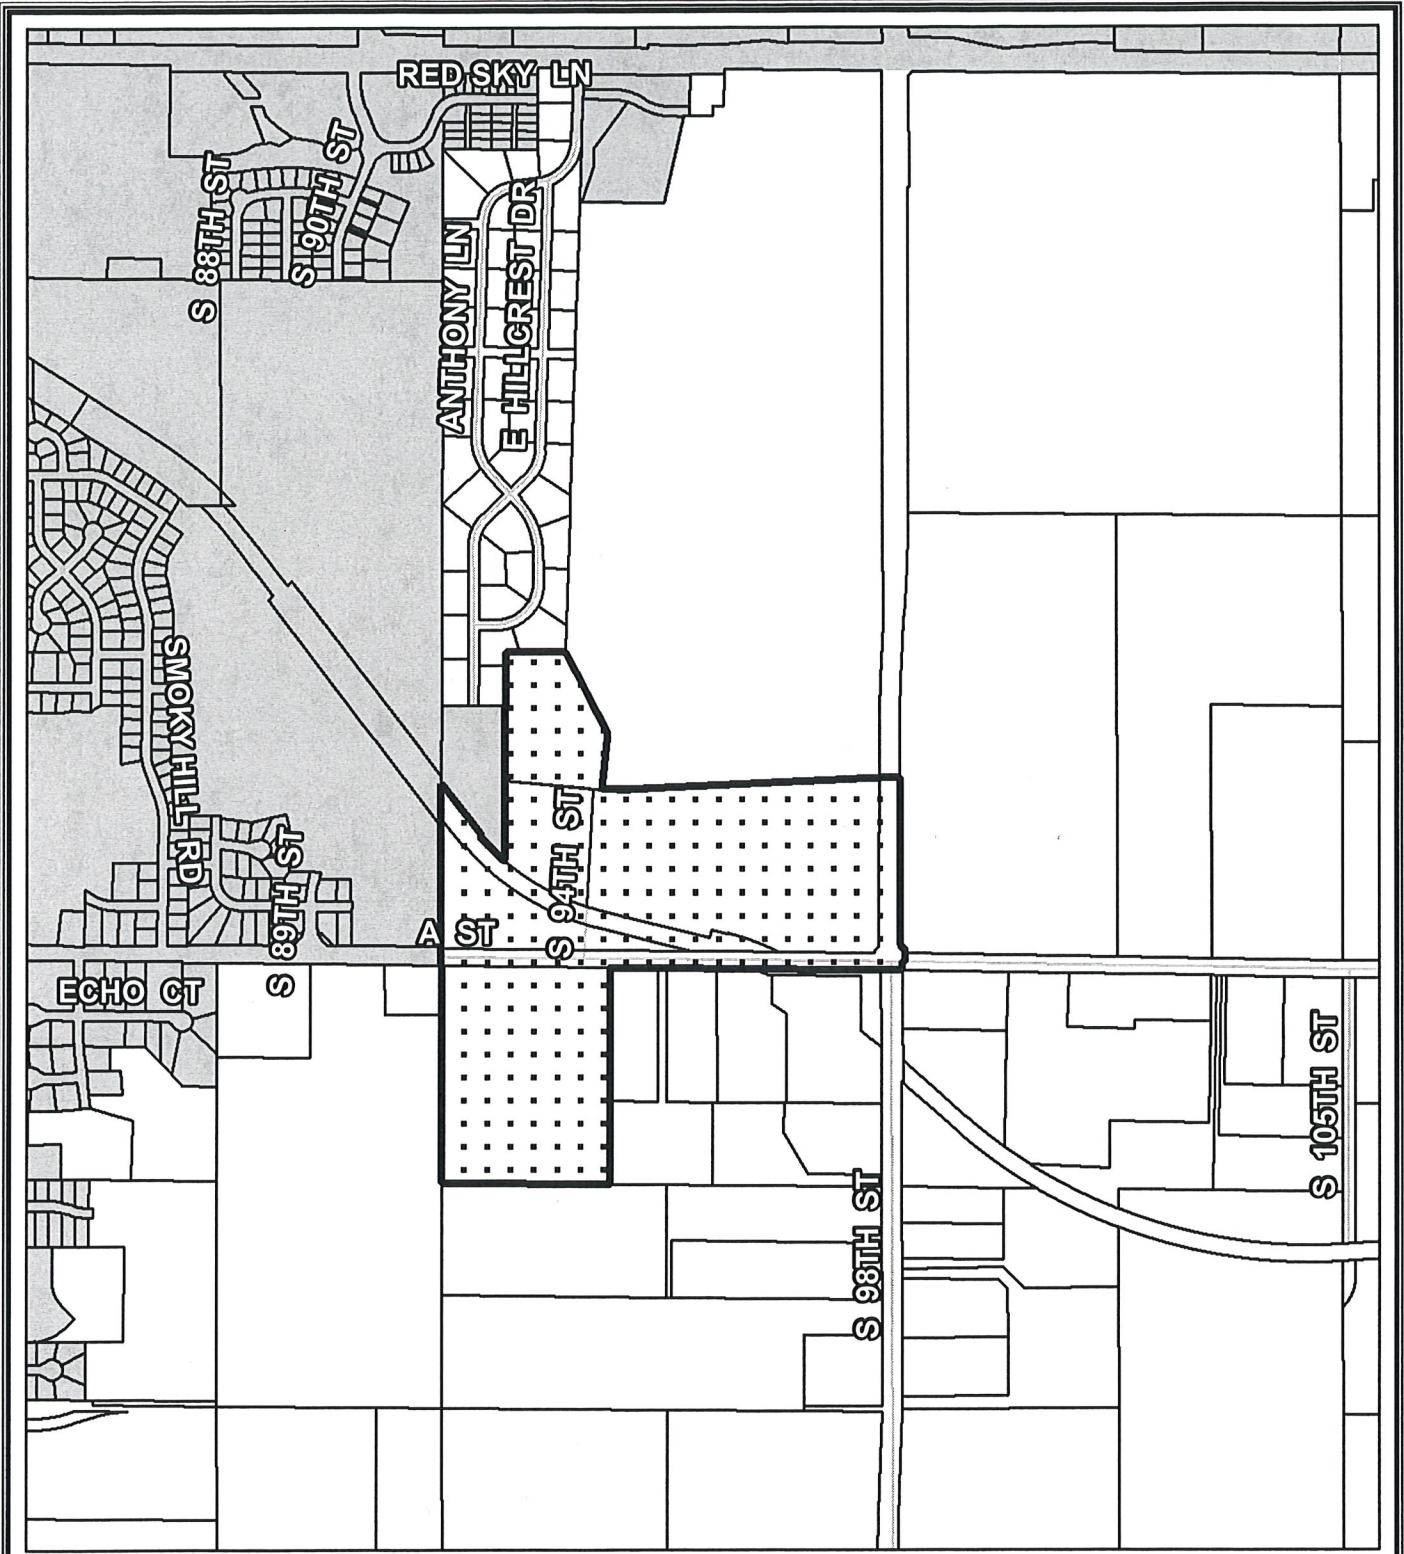 RED SKY LN
S 88TH ST
S 90TH ST
ANTHONY LN
E HILLCREST DR
SMOKY HILL RD
S 89TH ST
S 94TH ST
A ST
ECHO CT
S 98TH ST
S 105TH ST